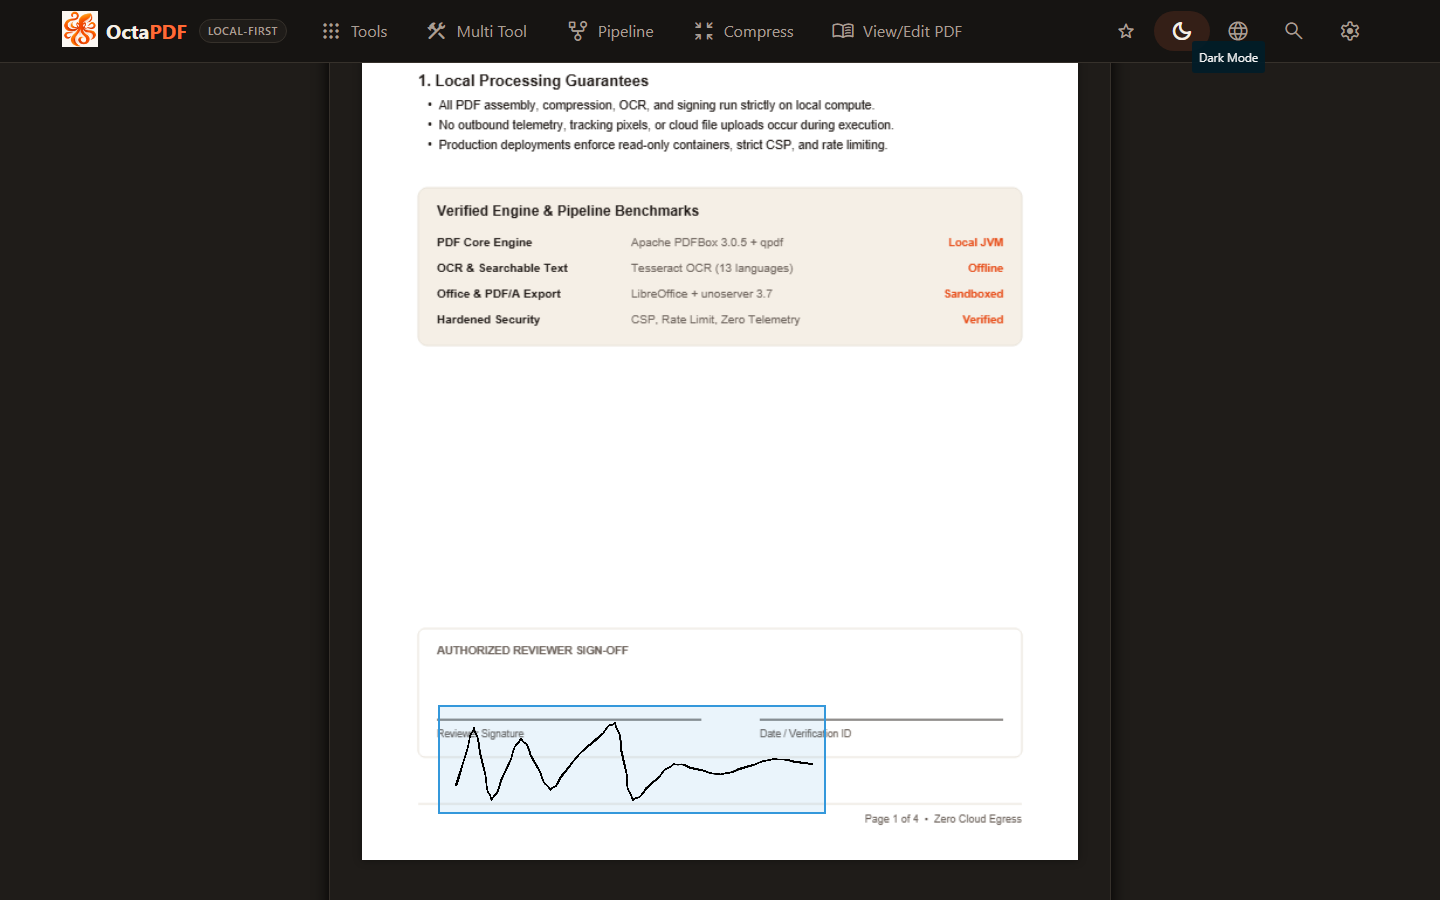 OctaPDF LOCAL-FIRST Tools Multi Tool Pipeline Compress View/Edit PDF
Dark Mode
1. Local Processing Guarantees
• All PDF assembly, compression, OCR, and signing run strictly on local compute.
• No outbound telemetry, tracking pixels, or cloud file uploads occur during execution.
• Production deployments enforce read-only containers, strict CSP, and rate limiting.
Verified Engine & Pipeline Benchmarks
PDF Core Engine Apache PDFBox 3.0.5 + qpdf Local JVM
OCR & Searchable Text Tesseract OCR (13 languages) Offline
Office & PDF/A Export LibreOffice + unoserver 3.7 Sandboxed
Hardened Security CSP, Rate Limit, Zero Telemetry Verified
AUTHORIZED REVIEWER SIGN-OFF
Reviewer Signature Date / Verification ID
Page 1 of 4 • Zero Cloud Egress